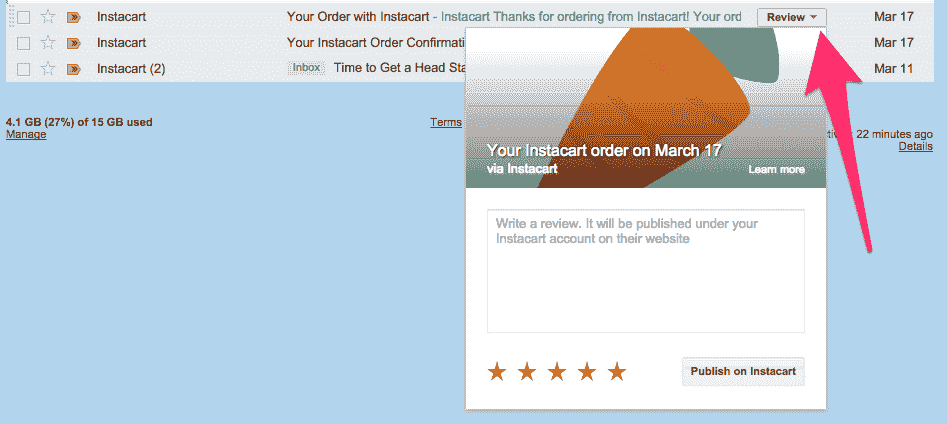 Instacart Your Order with Instacart - Instacart Thanks for ordering from Instacart! Your ord Review Mar 17
Instacart Your Instacart Order Confirmati Mar 17
Instacart (2) Inbox Time to Get a Head Sta Mar 11
4.1 GB (27%) of 15 GB used Terms 22 minutes ago
Manage Details
Your Instacart order on March 17
via Instacart Learn more
Write a review. It will be published under your
Instacart account on their website
Publish on Instacart